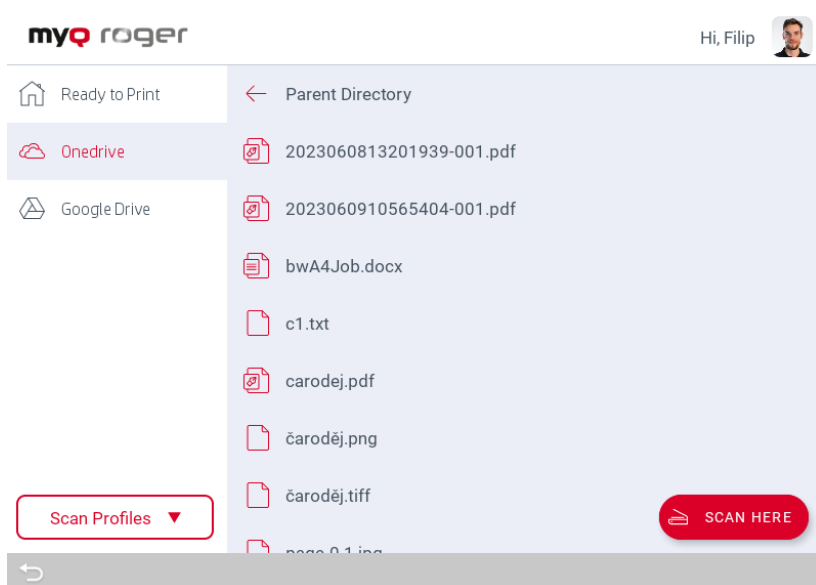 myQ roger
Hi, Filip
Ready to Print
Onedrive
Google Drive
Parent Directory
2023060813201939-001.pdf
2023060910565404-001.pdf
bwA4Job.docx
c1.txt
carodej.pdf
čaroděj.png
čaroděj.tiff
Scan Profiles ▼
SCAN HERE